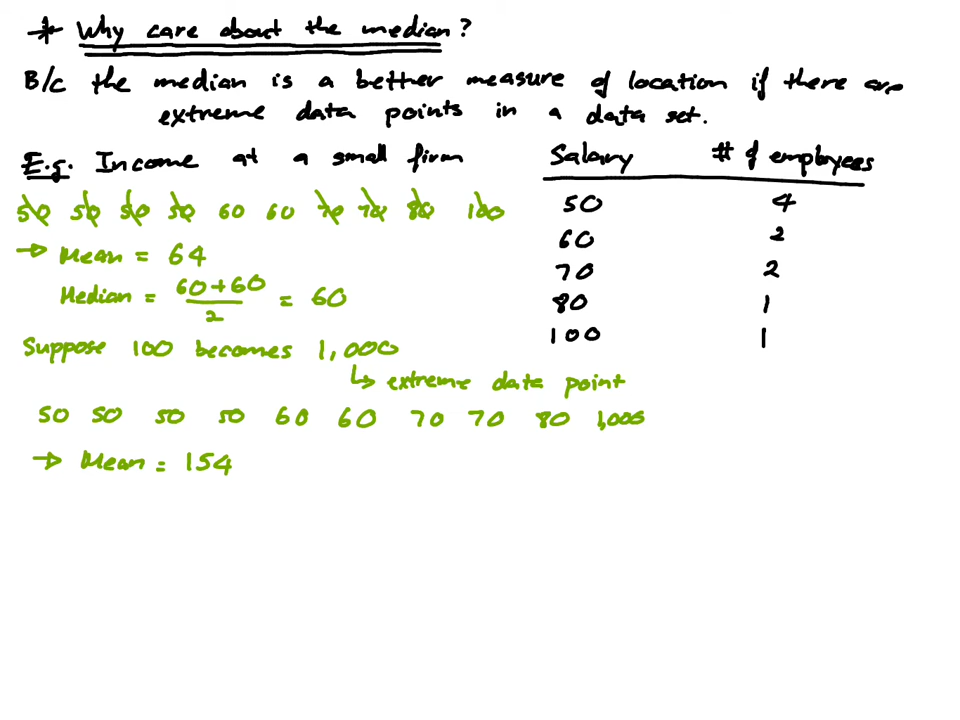 * Why care about the median?
B/c the median is a better measure of location if there are
extreme data points in a data set.
E.g. Income at a small firm
50 50 50 50 60 60 70 70 80 100
→ Mean = 64
Median = (60+60)/2 = 60
Suppose 100 becomes 1,000
↳ extreme data point
50 50 50 50 60 60 70 70 80 1,000
→ Mean = 154
Salary # of employees
50 4
60 2
70 2
80 1
100 1